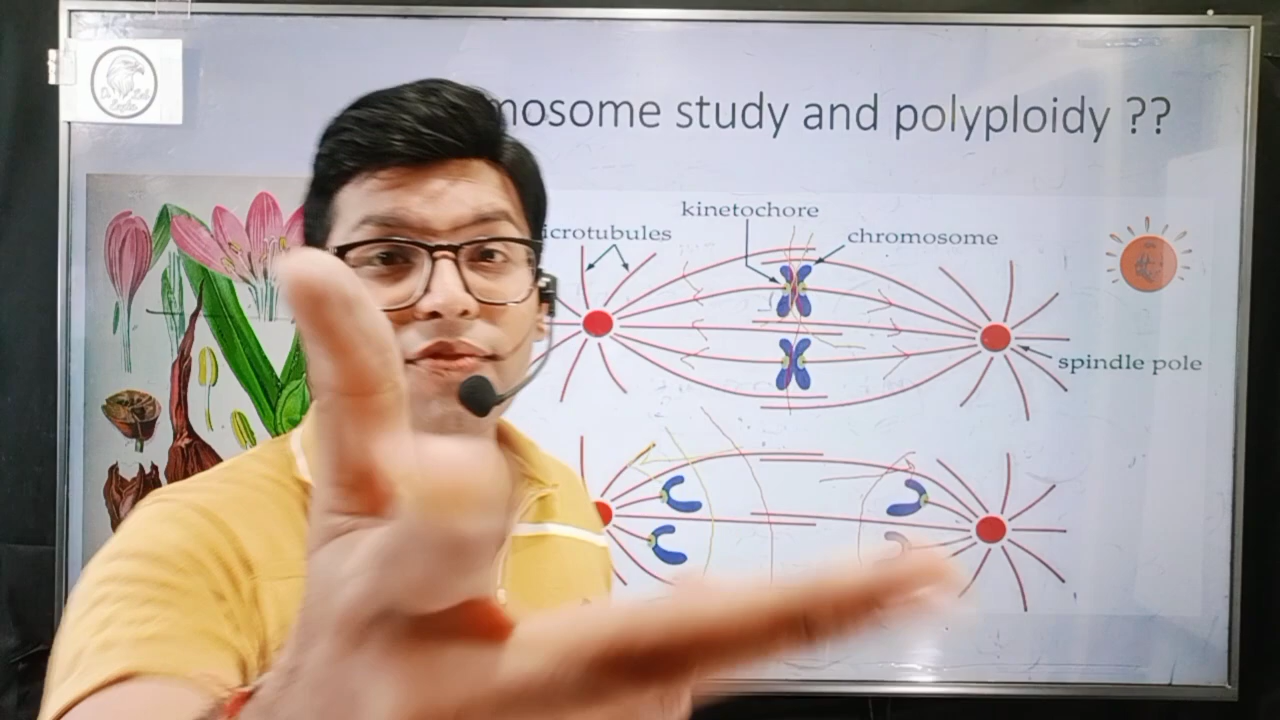 mosome study and polyploidy ??
kinetochore
icrotubules
chromosome
spindle pole